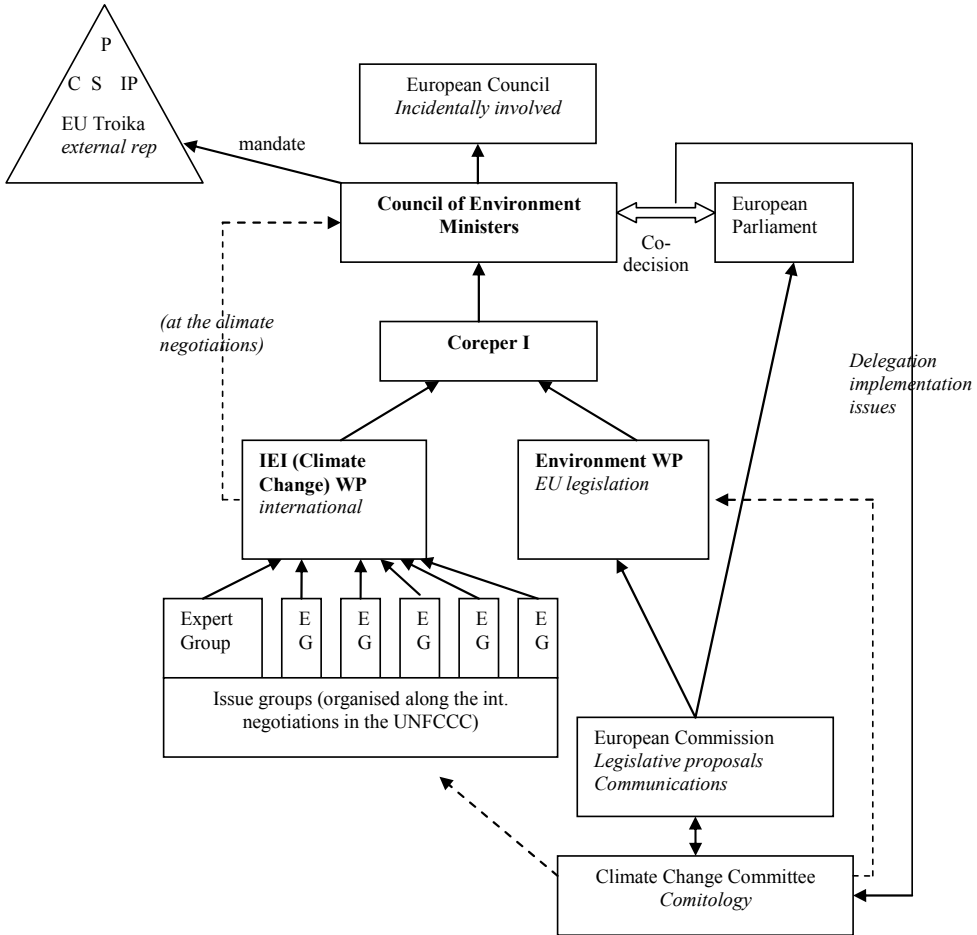 P
C S IP
EU Troika
external rep
mandate
European Council
Incidentally involved
Council of Environment
Ministers
European
Parliament
Co-
decision
(at the climate
negotiations)
Coreper I
Delegation
implementation
issues
IEI (Climate
Change) WP
international
Environment WP
EU legislation
Expert
Group
E
G
E
G
E
G
E
G
E
G
Issue groups (organised along the int.
negotiations in the UNFCCC)
European Commission
Legislative proposals
Communications
Climate Change Committee
Comitology